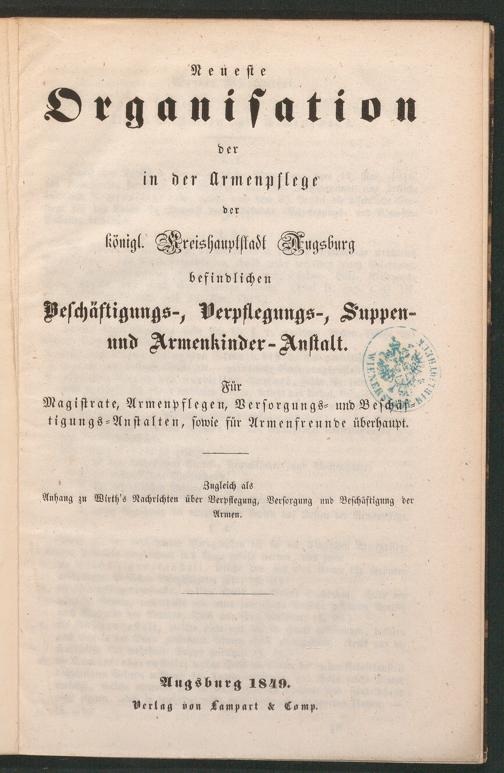 Neueste
Organisation
der
in der Armenpflege
der
königl. Kreishauptstadt Augsburg
befindlichen
Beschäftigungs-, Verpflegungs-, Suppen-
und Armenkinder-Anstalt.
Für
Magistrate, Armenpflegen, Versorgungs- und Beschäf-
tigungs-Anstalten, sowie für Armenfreunde überhaupt.
Zugleich als
Anhang zu Wirth's Nachrichten über Verpflegung, Versorgung und Beschäftigung der
Armen.
Augsburg 1849.
Verlag von Lampart & Comp.